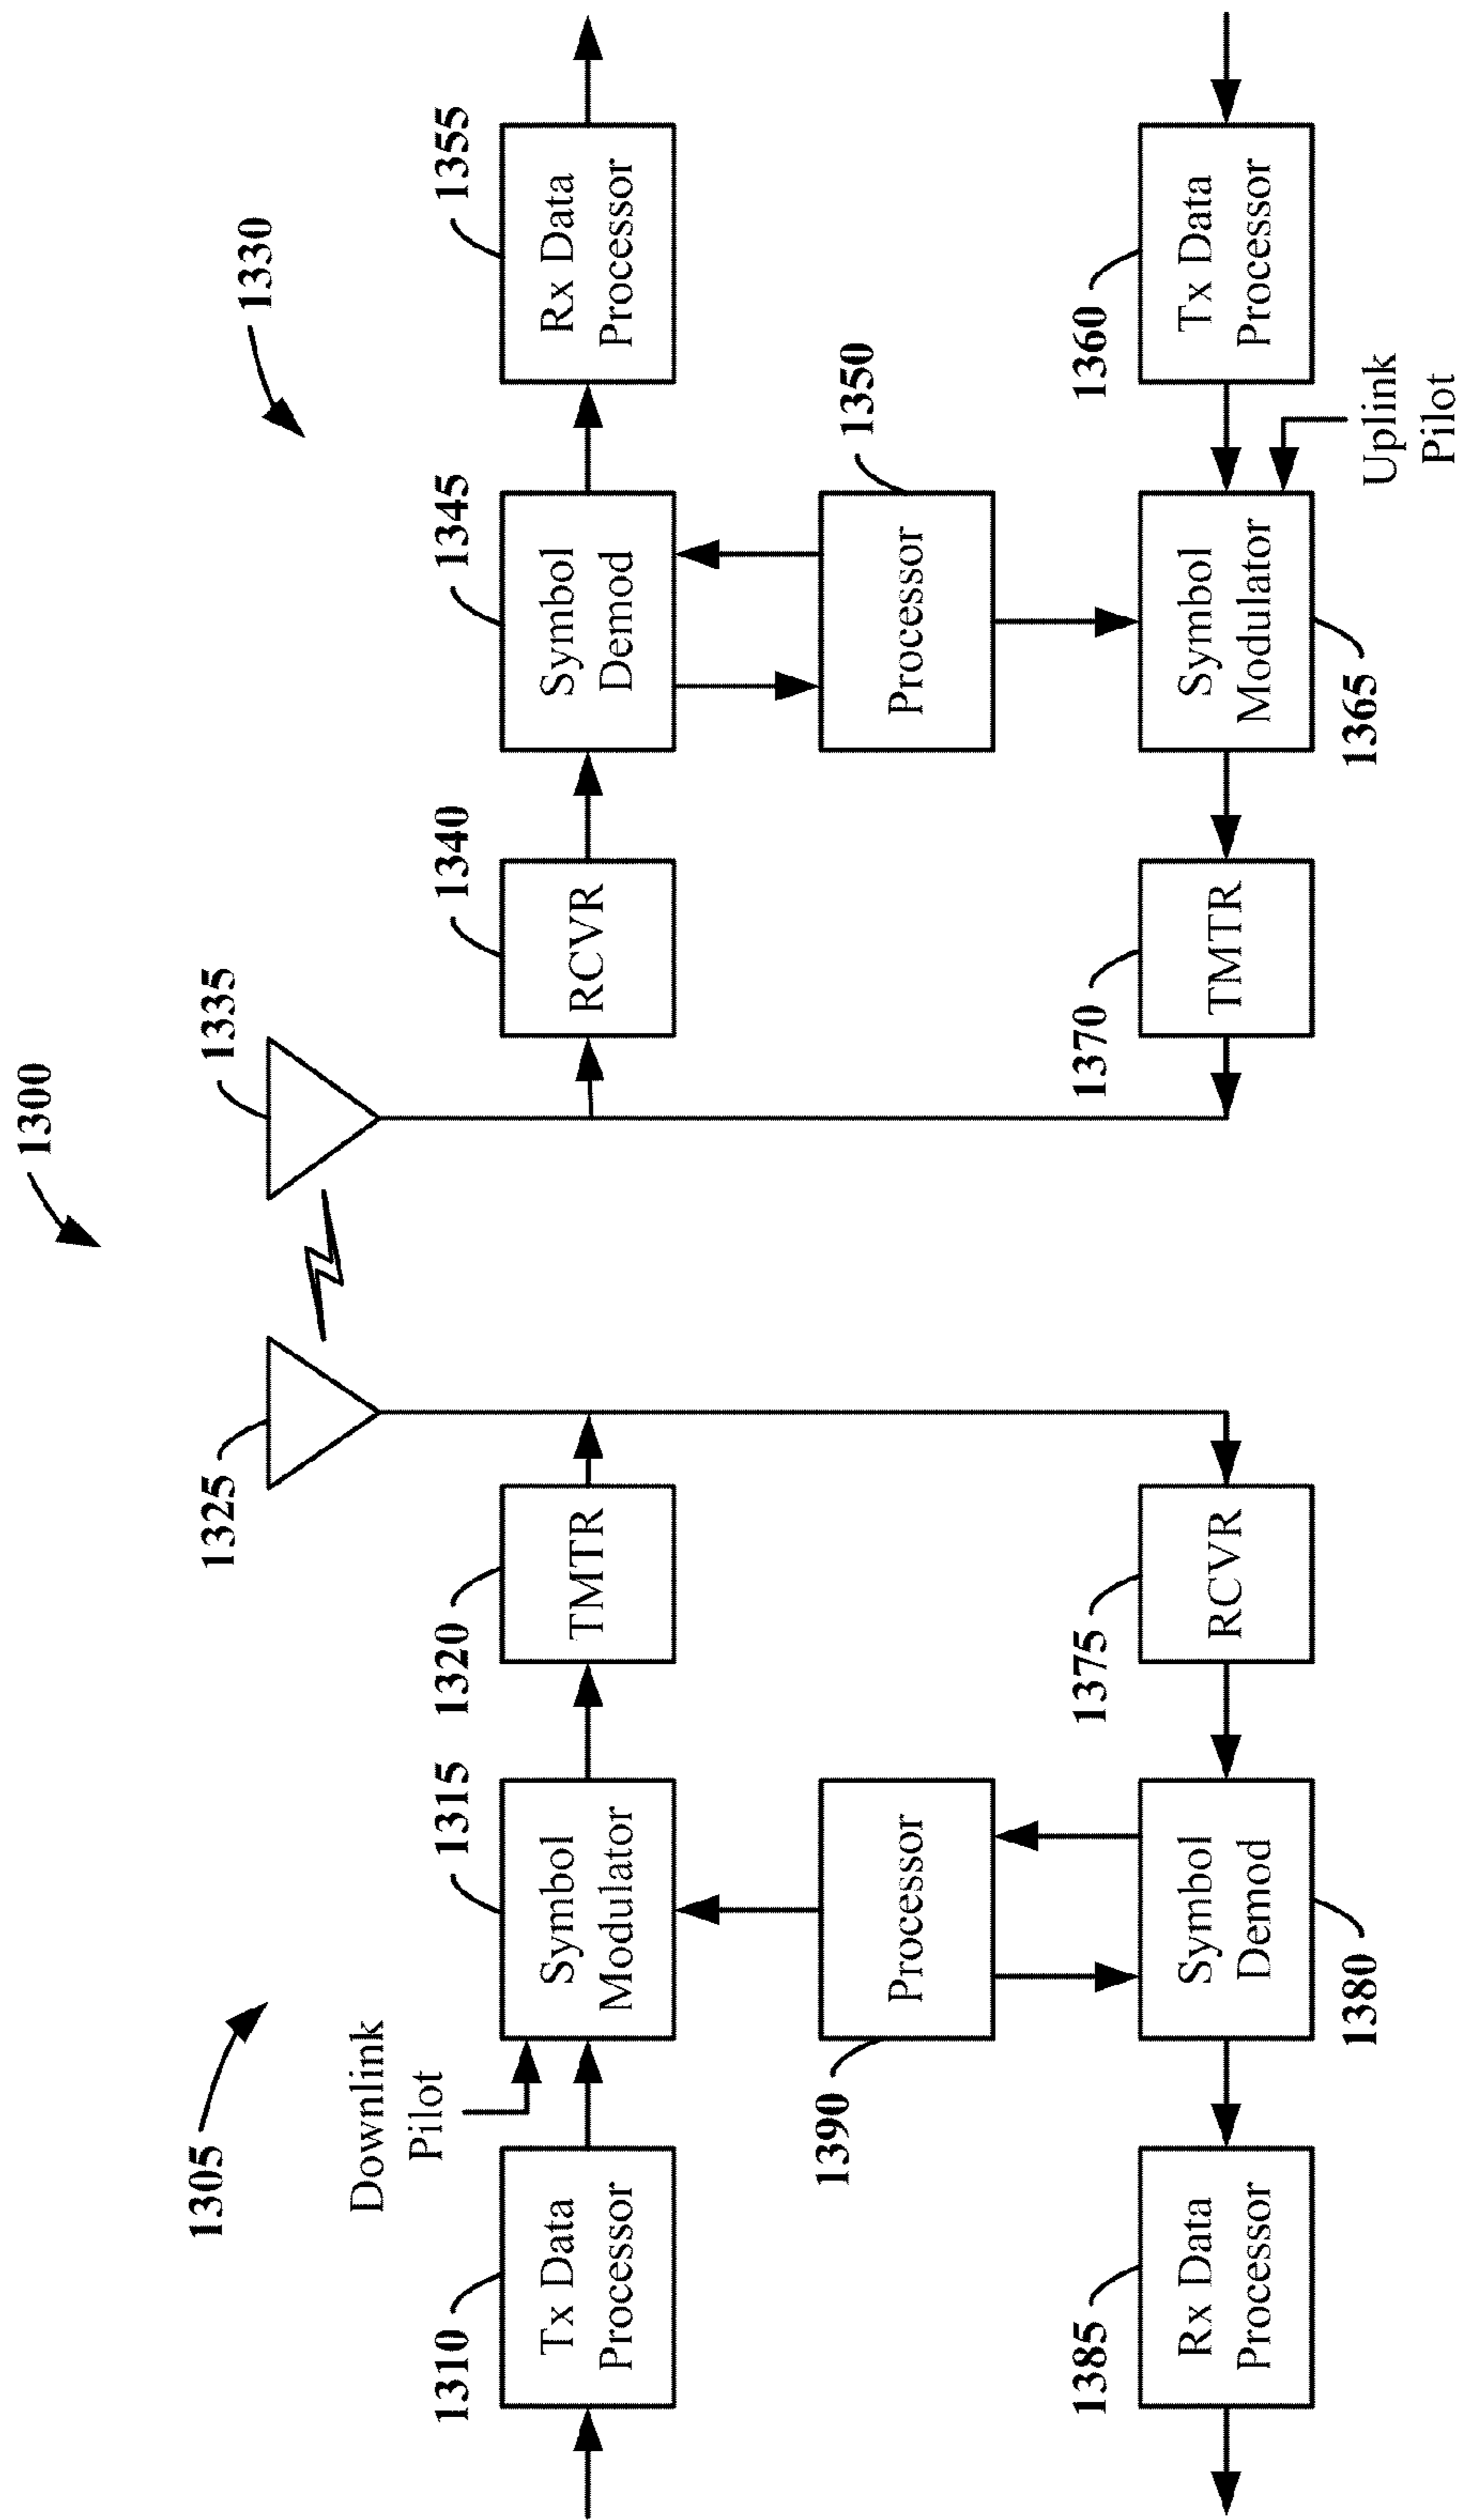 1300
1305
1325
1335
1330
Downlink
Pilot
1310
Tx Data
Processor
1315
Symbol
Modulator
1320
TMTR
1340
RCVR
1345
Symbol
Demod
1355
Rx Data
Processor
1390
Processor
1350
Processor
1385
Rx Data
Processor
1380
Symbol
Demod
1375
RCVR
1370
TMTR
1365
Symbol
Modulator
1360
Tx Data
Processor
Uplink
Pilot